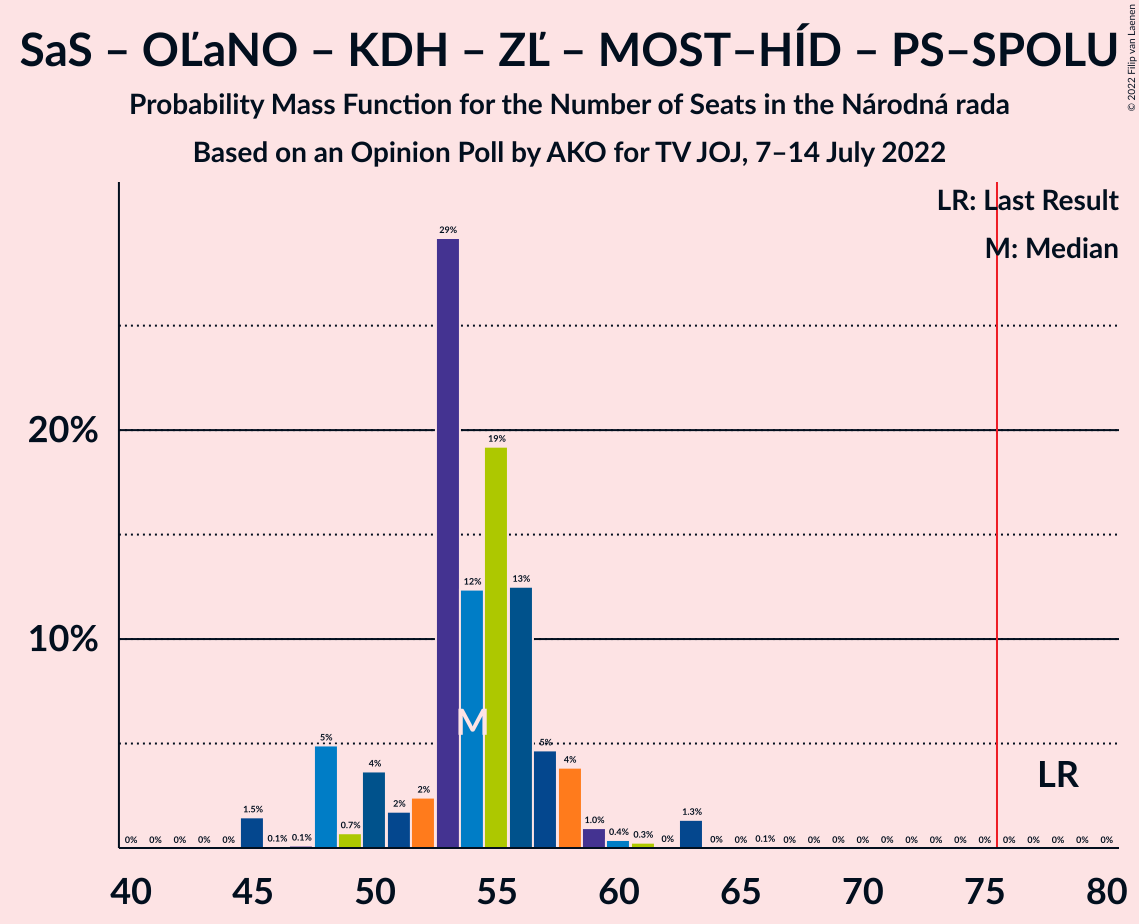 SaS – OĽaNO – KDH – ZĽ – MOST–HÍD – PS–SPOLU
Probability Mass Function for the Number of Seats in the Národná rada
Based on an Opinion Poll by AKO for TV JOJ, 7–14 July 2022
© 2022 Filip van Laenen
LR: Last Result
M: Median
20%
10%
0% 0% 0% 0% 0% 1.5% 0.1% 0.1% 5% 0.7% 4% 2% 2% 29% 12% 19% 13% 5% 4% 1.0% 0.4% 0.3% 0% 1.3% 0% 0% 0.1% 0% 0% 0% 0% 0% 0% 0% 0% 0% 0% 0% 0% 0% 0%
M
LR
40 45 50 55 60 65 70 75 80